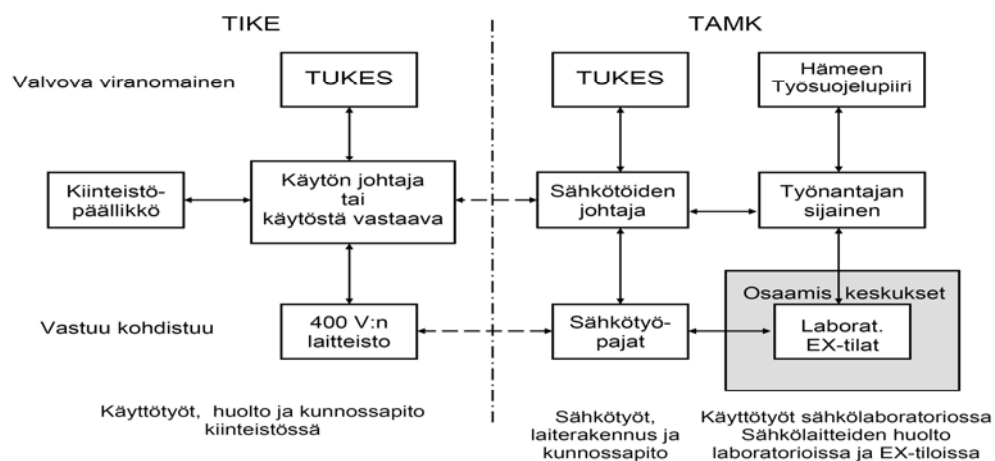 TIKE
TAMK
Valvova viranomainen
TUKES
TUKES
Hämeen
Työsuojelupiiri
Kiinteistö-
päällikkö
Käytön johtaja
tai
käytöstä vastaava
Sähkötöiden
johtaja
Työnantajan
sijainen
Osaamis keskukset
Vastuu kohdistuu
400 V:n
laitteisto
Sähkötyö-
pajat
Laborat.
EX-tilat
Käyttötyöt, huolto ja kunnossapito
kiinteistössä
Sähkötyöt,
laiterakennus ja
kunnossapito
Käyttötyöt sähkölaboratoriossa
Sähkölaitteiden huolto
laboratorioissa ja EX-tiloissa